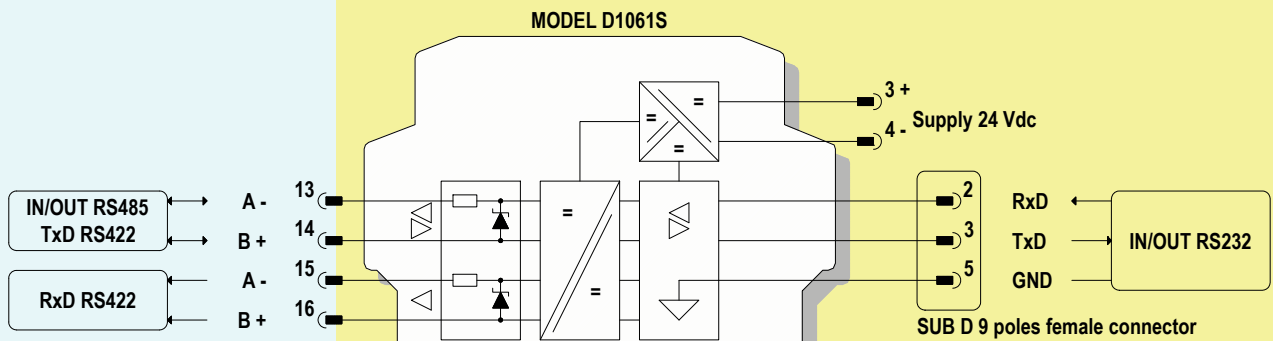 MODEL D1061S
3 +
Supply 24 Vdc
4 -
=
=
=
IN/OUT RS485
TxD RS422
A -
13
B +
14
RxD RS422
A -
15
B +
16
=
=
2
RxD
3
TxD
5
GND
IN/OUT RS232
SUB D 9 poles female connector